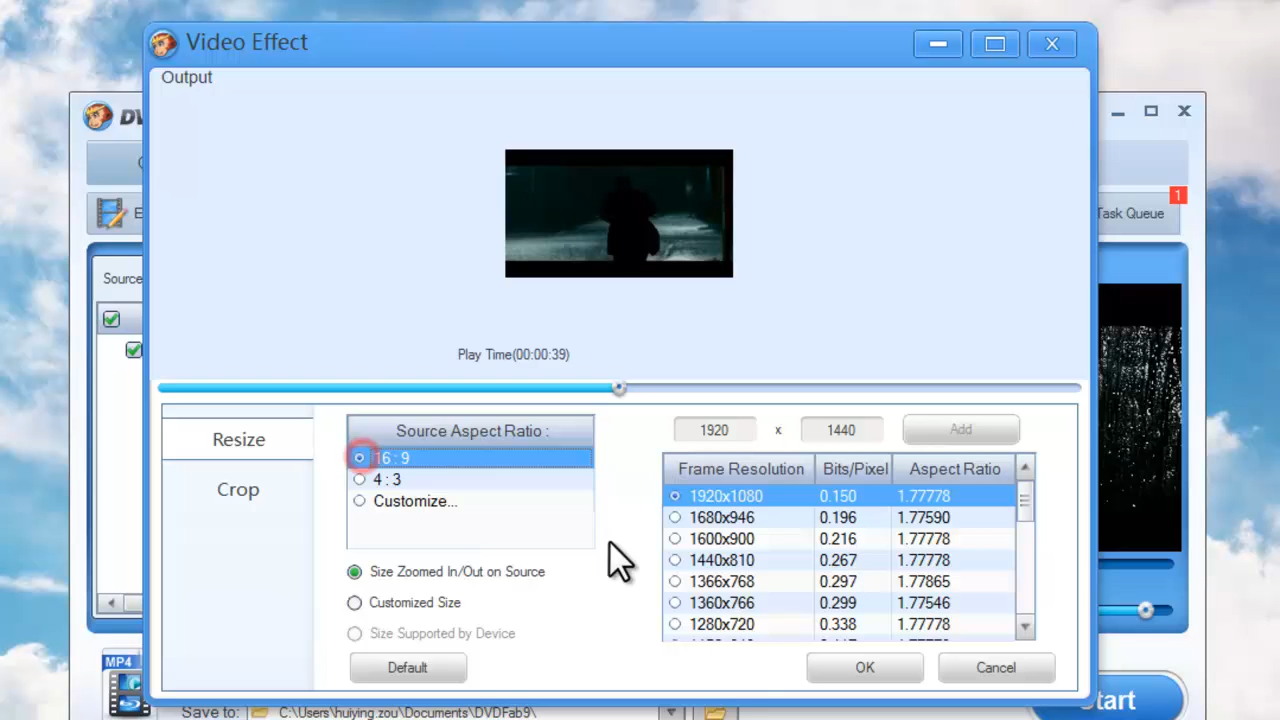 Video Effect
Output
DV
1
Task Queue
Source
Play Time(00:00:39)
Resize
Crop
Source Aspect Ratio :
16 : 9
4 : 3
Customize...
Size Zoomed In/Out on Source
Customized Size
Size Supported by Device
Default
1920 x 1440 Add
Frame Resolution Bits/Pixel Aspect Ratio
1920x1080 0.150 1.77778
1680x946 0.196 1.77590
1600x900 0.216 1.77778
1440x810 0.267 1.77778
1366x768 0.297 1.77865
1360x766 0.299 1.77546
1280x720 0.338 1.77778
OK Cancel
MP4
Save to: C:\Users\huiying.zou\Documents\DVDFab9\
Start